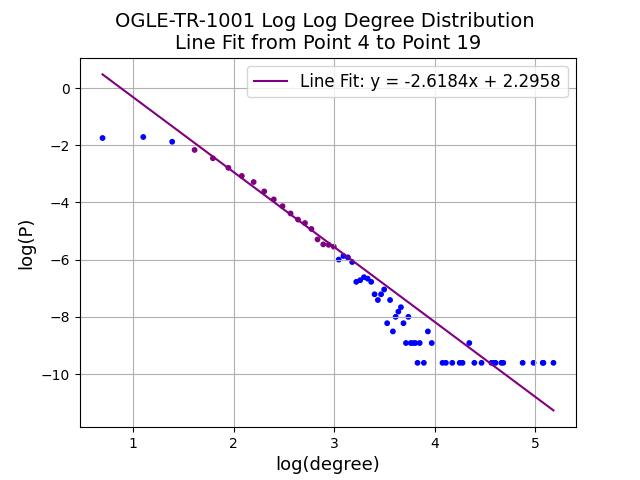 OGLE-TR-1001 Log Log Degree Distribution
Line Fit from Point 4 to Point 19
Line Fit: y = -2.6184x + 2.2958
0
−2
−4
−6
−8
−10
log(P)
1 2 3 4 5
log(degree)